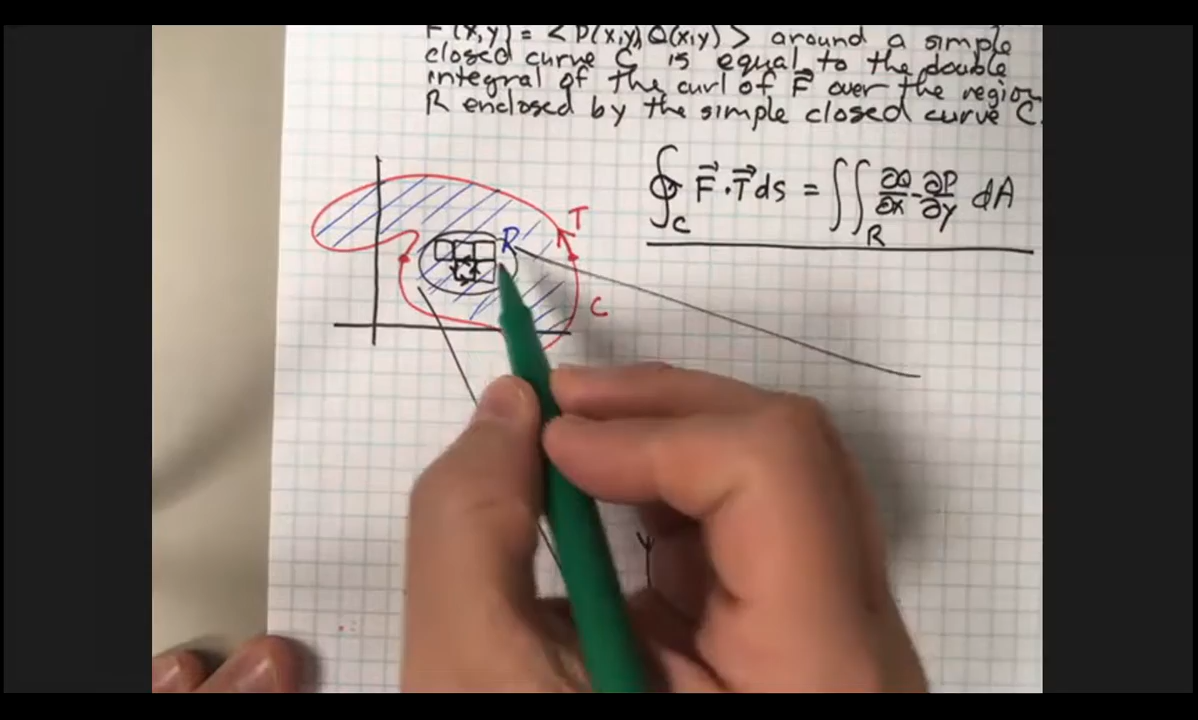 F(x,y) = < P(x,y) Q(x,y) > around a simple
closed curve C is equal to the double
integral of the curl of F⃗ over the region
R enclosed by the simple closed curve C.
∮_C F⃗ · T⃗ ds = ∬_R ∂Q/∂x - ∂P/∂y dA
T
R
C